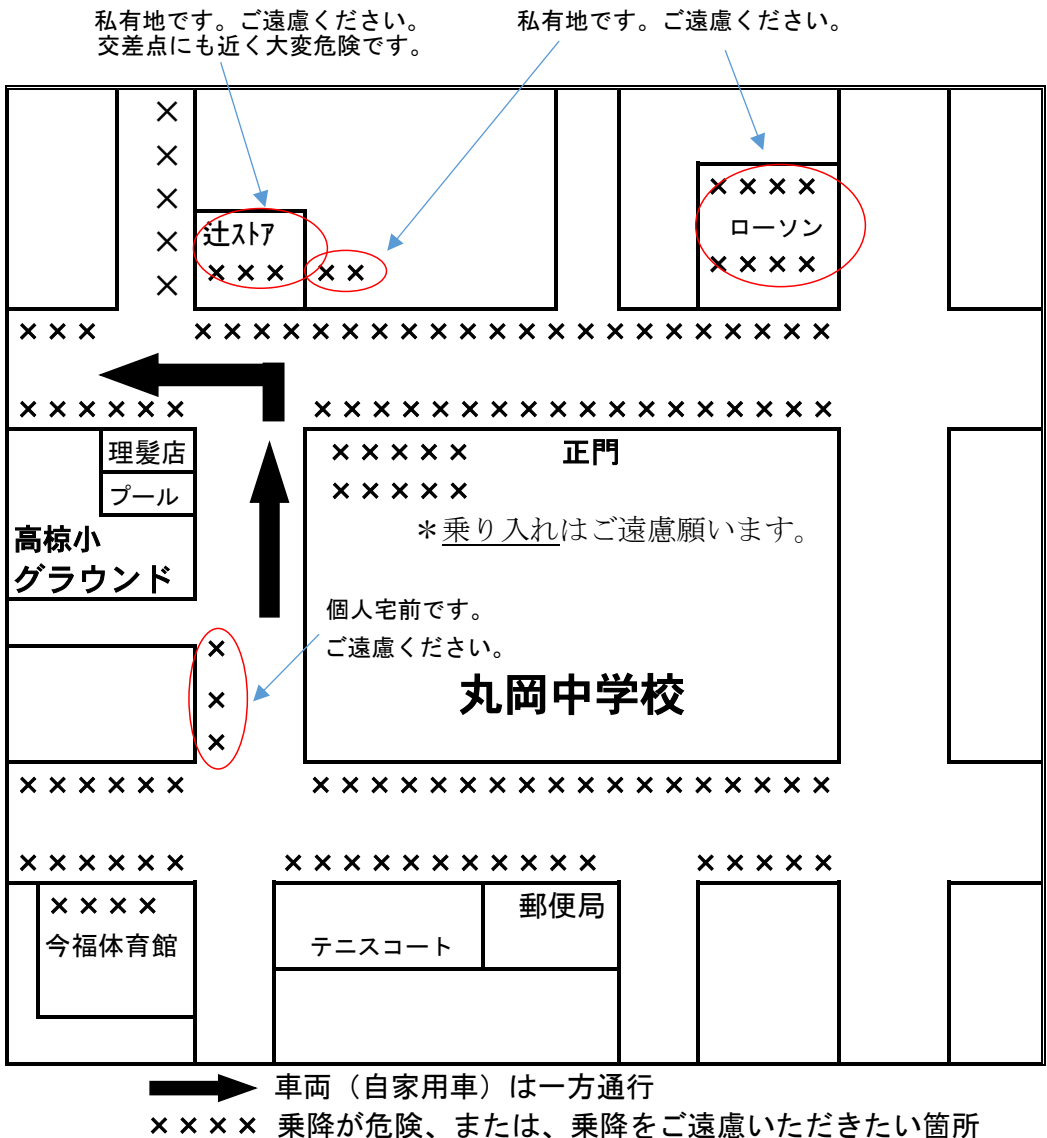 私有地です。ご遠慮ください。
交差点にも近く大変危険です。
私有地です。ご遠慮ください。
×
×
×
×
×
辻ストア
× × ×
× ×
× × × ×
ローソン
× × × ×
× × ×
× × × × × × × × × × × × × × × × × × × × × ×
× × × × × ×
× × × × × × × × × × × × × × × × × ×
理髪店
プール
高椋小
グラウンド
× × × × ×
正門
× × × × ×
＊乗り入れはご遠慮願います。
個人宅前です。
ご遠慮ください。
×
×
×
丸岡中学校
× × × × × ×
× × × × × × × × × × × × × × × × × ×
× × × × × ×
× × × × × × × × × × ×
× × × × ×
× × × ×
今福体育館
テニスコート
郵便局
車両（自家用車）は一方通行
× × × × 乗降が危険、または、乗降をご遠慮いただきたい箇所